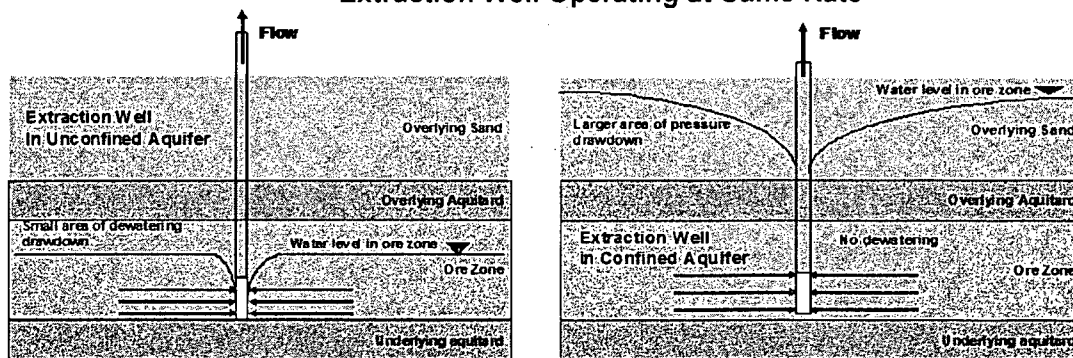 Extraction Well Operating at Same Rate
Flow
Extraction Well
in Unconfined Aquifer
Overlying Sand
Overlying Aquitard
Small area of dewatering
drawdown
Water level in ore zone
Ore Zone
Underlying aquitard
Flow
Water level in ore zone
Larger area of pressure
drawdown
Overlying Sand
Overlying Aquitard
Extraction Well
in Confined Aquifer
No dewatering
Ore Zone
Underlying aquitard